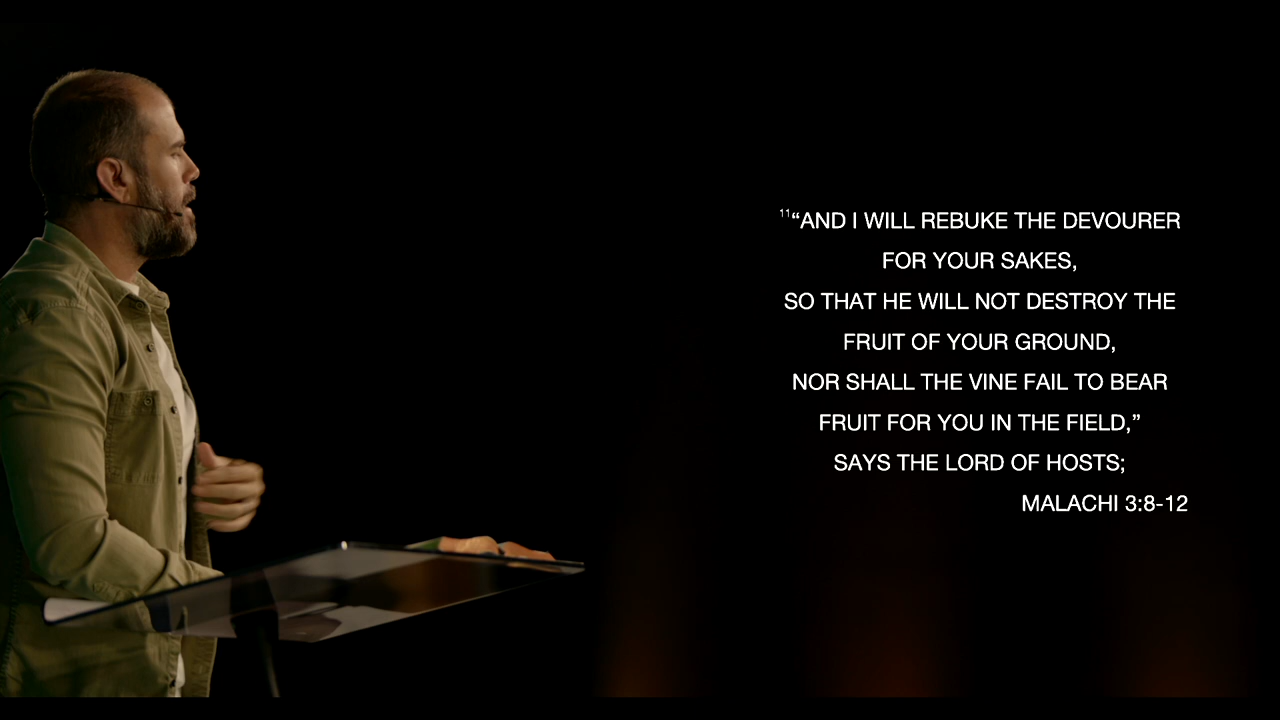 11“AND I WILL REBUKE THE DEVOURER
FOR YOUR SAKES,
SO THAT HE WILL NOT DESTROY THE
FRUIT OF YOUR GROUND,
NOR SHALL THE VINE FAIL TO BEAR
FRUIT FOR YOU IN THE FIELD,”
SAYS THE LORD OF HOSTS;
MALACHI 3:8-12